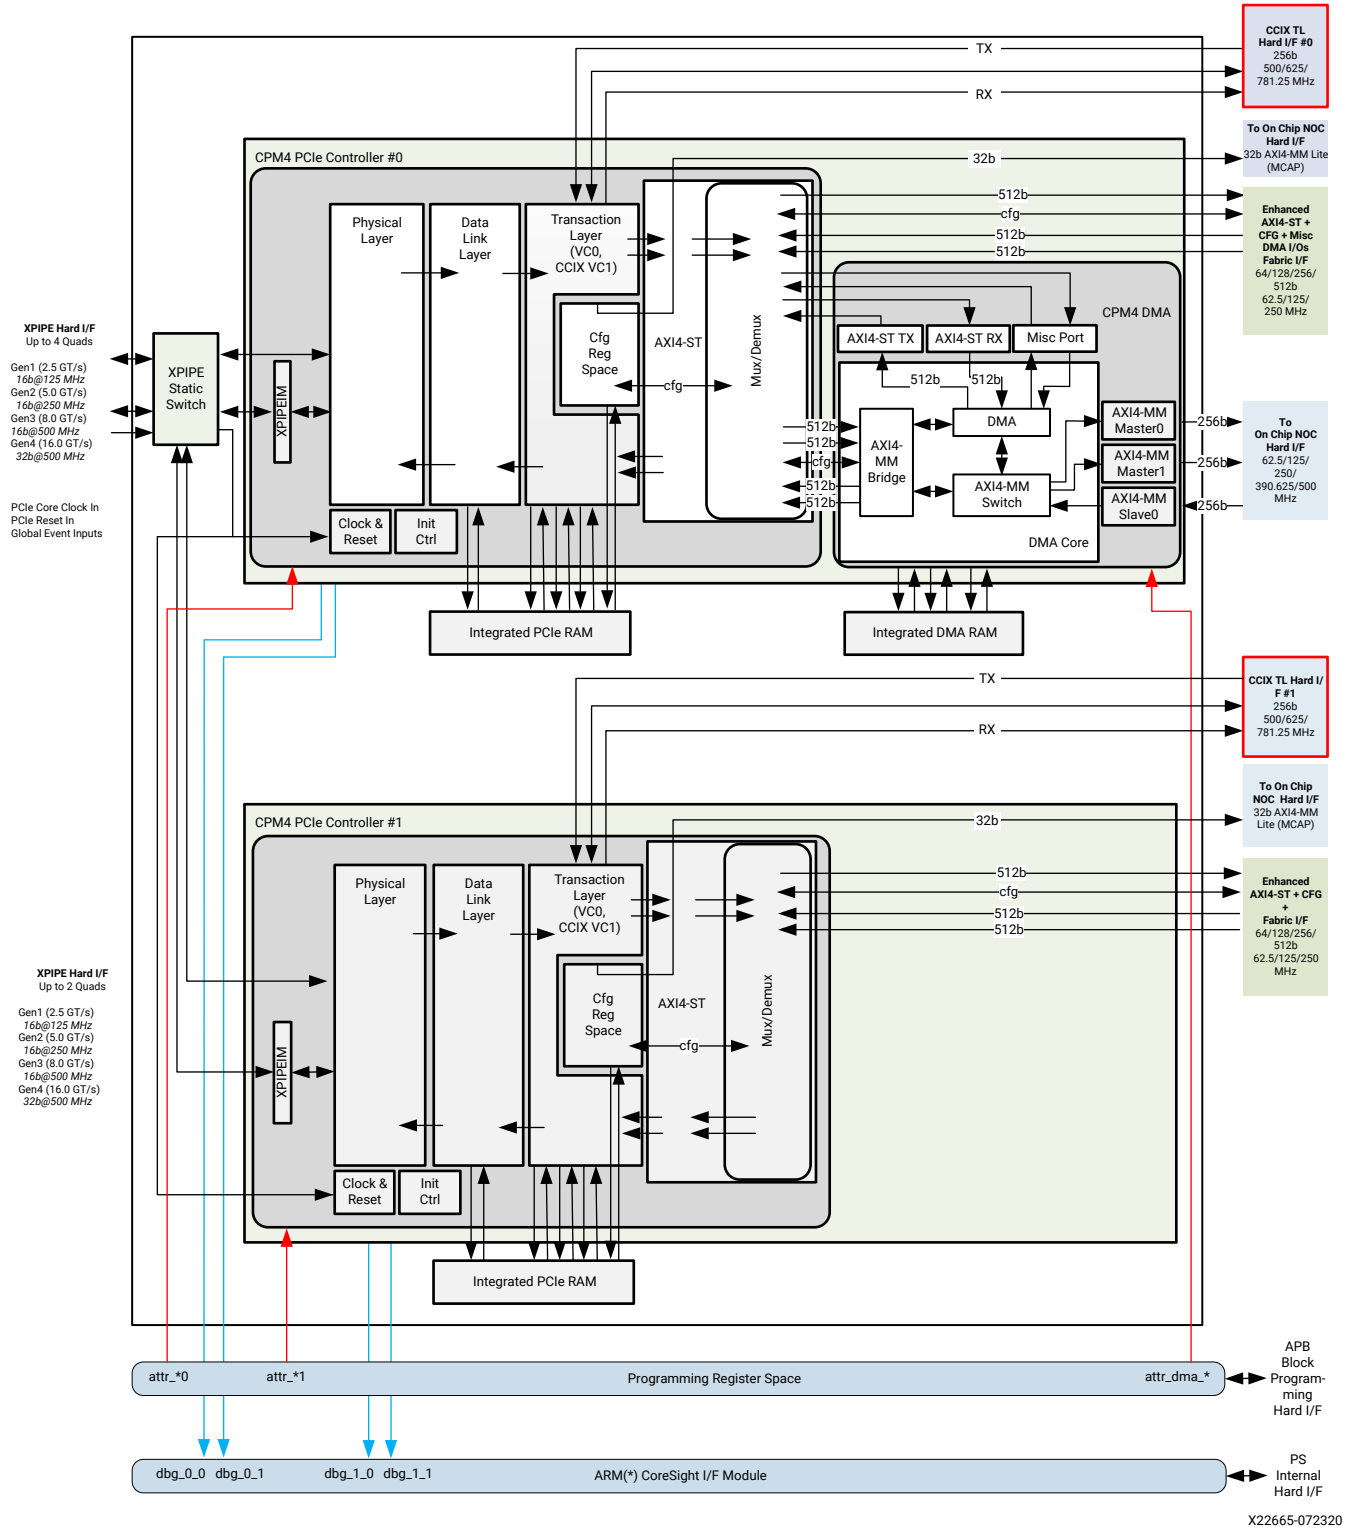 CCIX TL
Hard I/F #0
256b
500/625/
781.25 MHz
TX
RX
To On Chip NOC
Hard I/F
32b AXI4-MM Lite
(MCAP)
32b
CPM4 PCIe Controller #0
Physical
Layer
Data
Link
Layer
Transaction
Layer
(VC0,
CCIX VC1)
Cfg
Reg
Space
AXI4-ST
cfg
Mux/Demux
512b
cfg
512b
512b
Enhanced
AXI4-ST +
CFG + Misc
DMA I/Os
Fabric I/F
64/128/256/
512b
62.5/125/
250 MHz
CPM4 DMA
AXI4-ST TX
AXI4-ST RX
Misc Port
512b
512b
DMA
AXI4-
MM
Bridge
AXI4-MM
Switch
AXI4-MM
Master0
AXI4-MM
Master1
AXI4-MM
Slave0
DMA Core
512b
512b
cfg
512b
512b
256b
256b
256b
To
On Chip NOC
Hard I/F
62.5/125/
250/
390.625/500
MHz
XPIPE Hard I/F
Up to 4 Quads
Gen1 (2.5 GT/s)
16b@125 MHz
Gen2 (5.0 GT/s)
16b@250 MHz
Gen3 (8.0 GT/s)
16b@500 MHz
Gen4 (16.0 GT/s)
32b@500 MHz
PCIe Core Clock In
PCIe Reset In
Global Event Inputs
XPIPE
Static
Switch
XPIPEIM
Clock &
Reset
Init
Ctrl
Integrated PCIe RAM
Integrated DMA RAM
TX
RX
CCIX TL Hard I/
F #1
256b
500/625/
781.25 MHz
To On Chip
NOC Hard I/F
32b AXI4-MM
Lite (MCAP)
32b
CPM4 PCIe Controller #1
Physical
Layer
Data
Link
Layer
Transaction
Layer
(VC0,
CCIX VC1)
Cfg
Reg
Space
AXI4-ST
cfg
Mux/Demux
512b
cfg
512b
512b
Enhanced
AXI4-ST + CFG
+
Fabric I/F
64/128/256/
512b
62.5/125/250
MHz
XPIPE Hard I/F
Up to 2 Quads
Gen1 (2.5 GT/s)
16b@125 MHz
Gen2 (5.0 GT/s)
16b@250 MHz
Gen3 (8.0 GT/s)
16b@500 MHz
Gen4 (16.0 GT/s)
32b@500 MHz
XPIPEIM
Clock &
Reset
Init
Ctrl
Integrated PCIe RAM
attr_*0
attr_*1
Programming Register Space
attr_dma_*
APB
Block
Program-
ming
Hard I/F
dbg_0_0
dbg_0_1
dbg_1_0
dbg_1_1
ARM(*) CoreSight I/F Module
PS
Internal
Hard I/F
X22665-072320